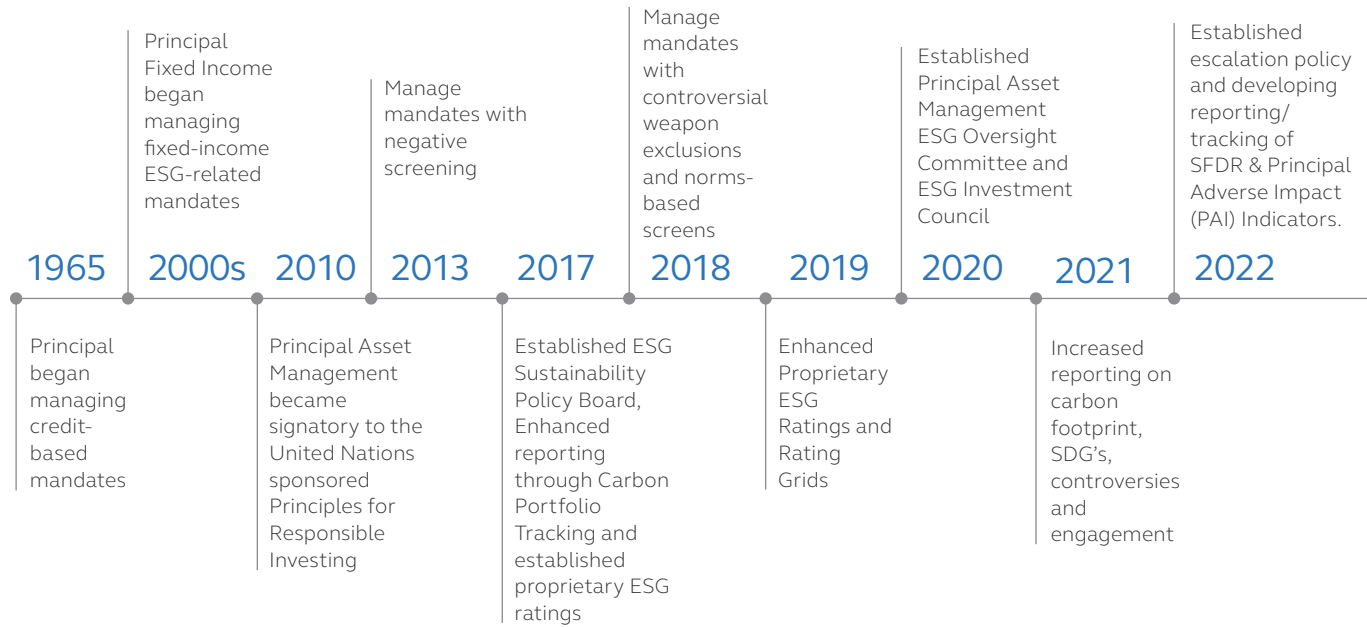 Principal
Fixed Income
began
managing
fixed-income
ESG-related
mandates
Manage
mandates with
negative
screening
Manage
mandates
with
controversial
weapon
exclusions
and norms-
based
screens
Established
Principal Asset
Management
ESG Oversight
Committee and
ESG Investment
Council
Established
escalation policy
and developing
reporting/
tracking of
SFDR & Principal
Adverse Impact
(PAI) Indicators.
1965 2000s 2010 2013 2017 2018 2019 2020 2021 2022
Principal
began
managing
credit-
based
mandates
Principal Asset
Management
became
signatory to the
United Nations
sponsored
Principles for
Responsible
Investing
Established ESG
Sustainability
Policy Board,
Enhanced
reporting
through Carbon
Portfolio
Tracking and
established
proprietary ESG
ratings
Enhanced
Proprietary
ESG
Ratings and
Rating
Grids
Increased
reporting on
carbon
footprint,
SDG's,
controversies
and
engagement